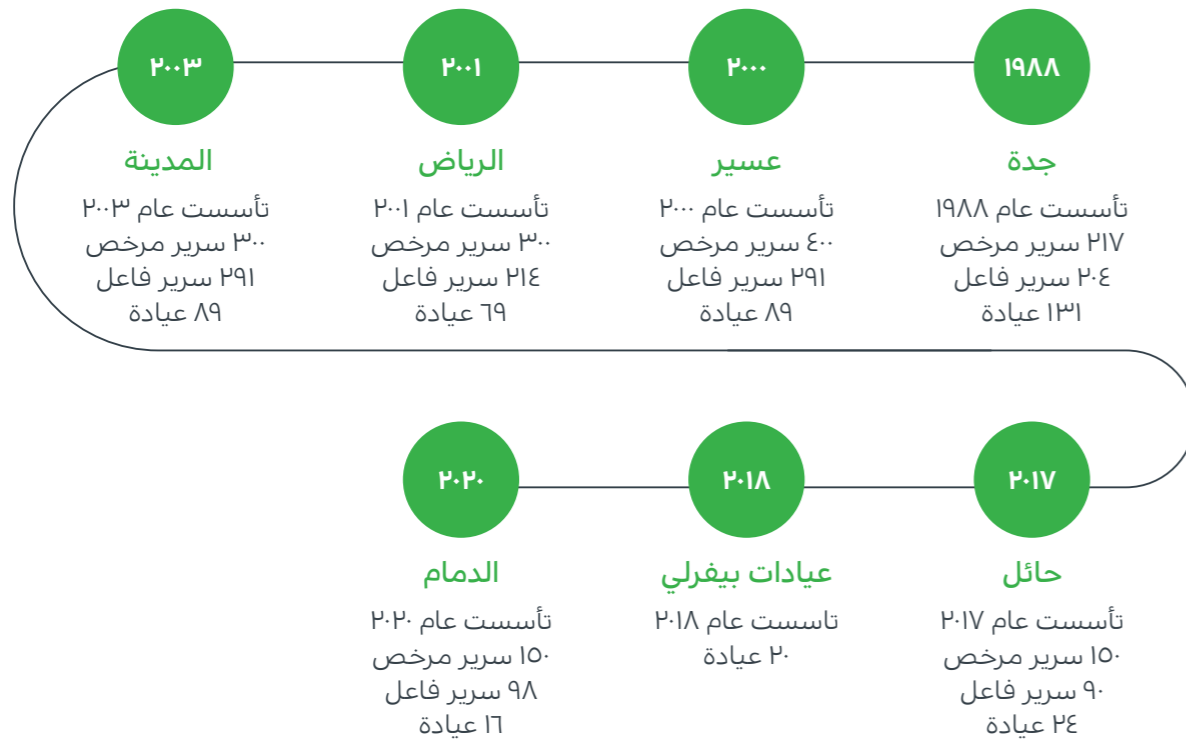 ١٩٨٨
جدة
تأسست عام ١٩٨٨
٢١٧ سرير مرخص
٢٠٤ سرير فاعل
١٣١ عيادة
٢٠٠٠
عسير
تأسست عام ٢٠٠٠
٤٠٠ سرير مرخص
٢٩١ سرير فاعل
٨٩ عيادة
٢٠٠١
الرياض
تأسست عام ٢٠٠١
٣٠٠ سرير مرخص
٢١٤ سرير فاعل
٦٩ عيادة
٢٠٠٣
المدينة
تأسست عام ٢٠٠٣
٣٠٠ سرير مرخص
٢٩١ سرير فاعل
٨٩ عيادة
٢٠١٧
حائل
تأسست عام ٢٠١٧
١٥٠ سرير مرخص
٩٠ سرير فاعل
٢٤ عيادة
٢٠١٨
عيادات بيفرلي
تاسست عام ٢٠١٨
٢٠ عيادة
٢٠٢٠
الدمام
تأسست عام ٢٠٢٠
١٥٠ سرير مرخص
٩٨ سرير فاعل
١٦ عيادة